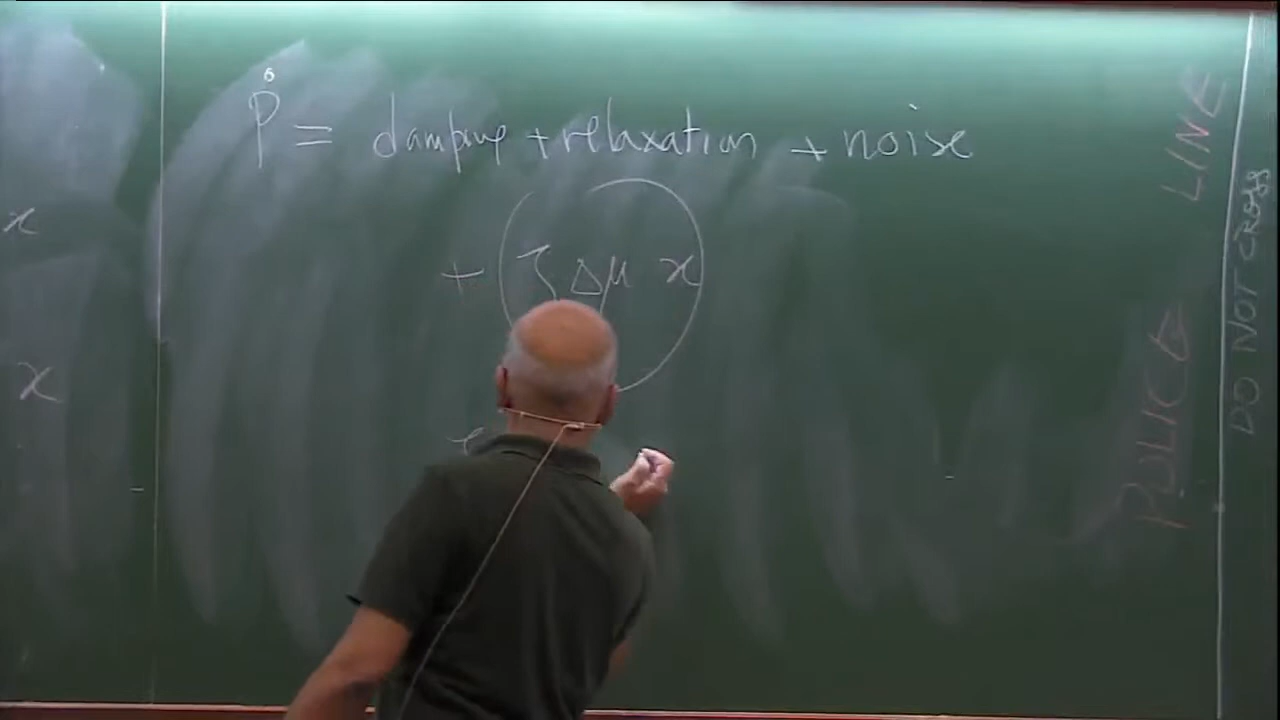 ṗ = damping + relaxation + noise
+ ζ Δμ x
x
x
POLICE LINE
DO NOT CROSS